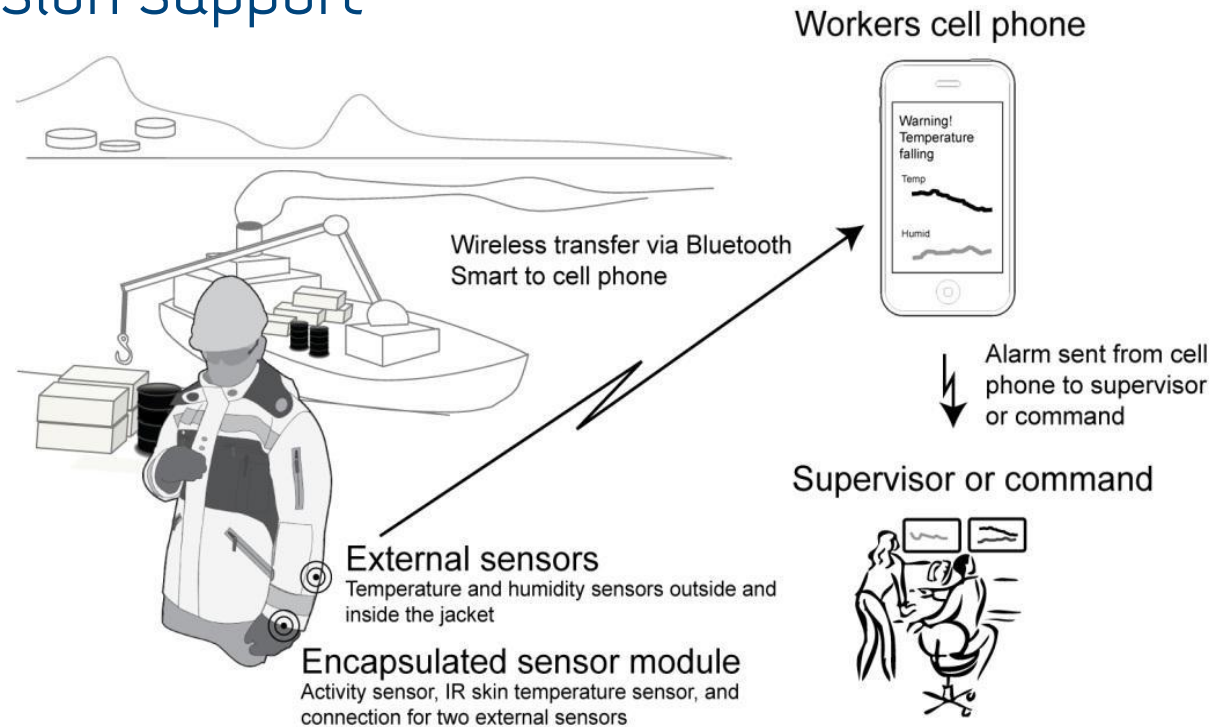 Support
Workers cell phone
Warning!
Temperature
falling
Temp
Humid
Wireless transfer via Bluetooth
Smart to cell phone
Alarm sent from cell
phone to supervisor
or command
Supervisor or command
External sensors
Temperature and humidity sensors outside and
inside the jacket
Encapsulated sensor module
Activity sensor, IR skin temperature sensor, and
connection for two external sensors